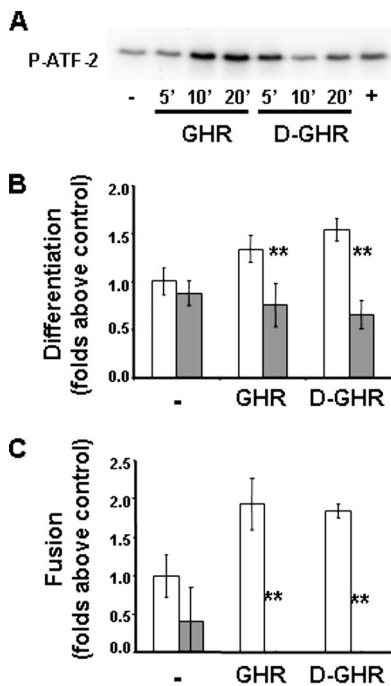 A
P-ATF-2
- 5' 10' 20' 5' 10' 20' +
GHR D-GHR
B
Differentiation
(folds above control)
2.0
1.5
1.0
0.5
0.0
** **
- GHR D-GHR
C
Fusion
(folds above control)
2.5
2.0
1.5
1.0
0.5
0.0
** **
- GHR D-GHR